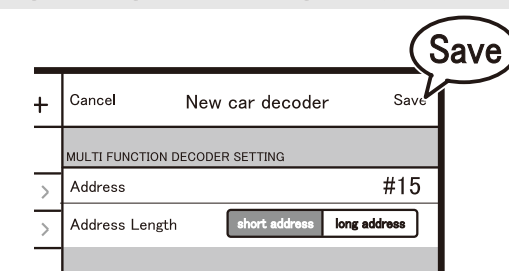 Save
+
Cancel New car decoder Save
MULTI FUNCTION DECODER SETTING
> Address #15
> Address Length short address long address